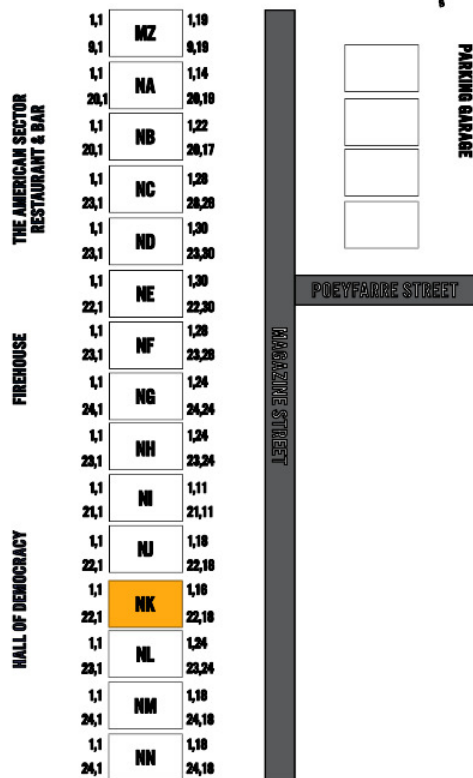 1,1 MZ 1,19
9,1 9,19
1,1 NA 1,14
20,1 20,19
1,1 NB 1,22
20,1 20,17
1,1 NC 1,28
23,1 28,28
1,1 ND 1,30
23,1 23,30
1,1 NE 1,30
22,1 22,30
1,1 NF 1,28
23,1 23,28
1,1 NG 1,24
24,1 24,24
1,1 NH 1,24
23,1 23,24
1,1 NI 1,11
21,1 21,11
1,1 NJ 1,18
22,1 22,18
1,1 NK 1,16
22,1 22,18
1,1 NL 1,24
23,1 23,24
1,1 NM 1,18
24,1 24,18
1,1 NN 1,18
24,1 24,18
THE AMERICAN SECTOR
RESTAURANT & BAR
FIREHOUSE
HALL OF DEMOCRACY
MAGAZINE STREET
POEYFARRE STREET
PARKING GARAGE